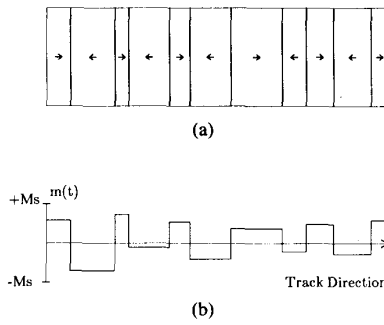 (a)
+Ms
m(t)
-Ms
Track Direction
(b)